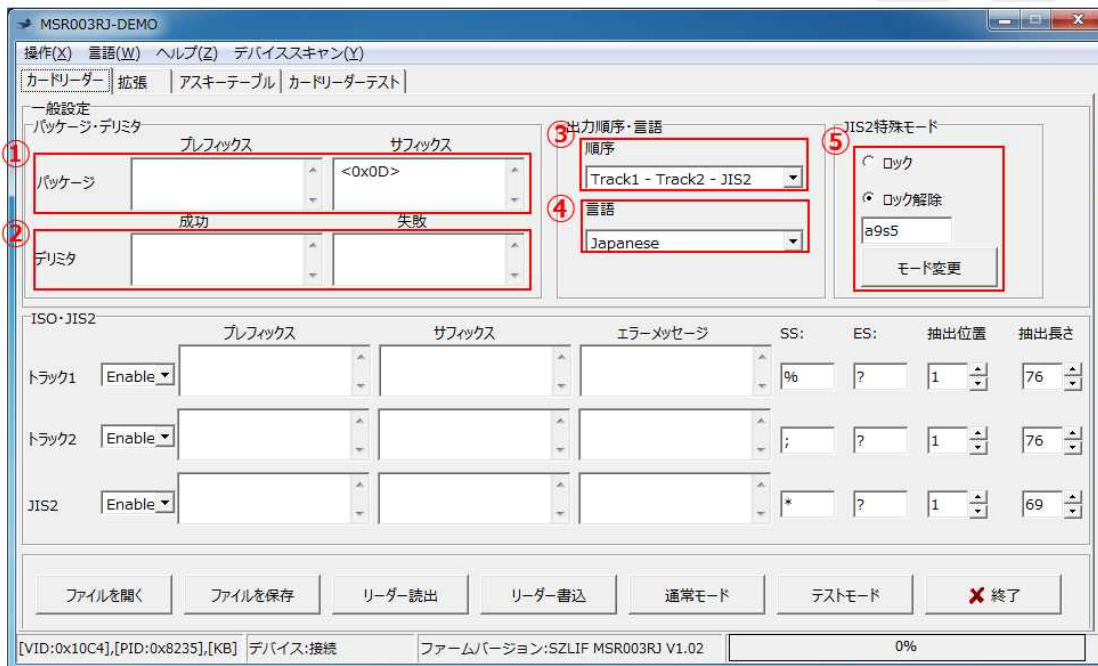 MSR003RJ-DEMO
操作(X) 言語(W) ヘルプ(Z) デバイススキャン(Y)
カードリーダー 拡張 アスキーテーブル カードリーダーテスト
一般設定
パッケージ・デリミタ
プレフィックス サフィックス
①
パッケージ <0x0D>
成功 失敗
②
デリミタ
出力順序・言語
③
順序
Track1 - Track2 - JIS2
④
言語
Japanese
JIS2特殊モード
⑤
ロック
ロック解除
a9s5
モード変更
ISO・JIS2
プレフィックス サフィックス エラーメッセージ SS: ES: 抽出位置 抽出長さ
トラック1 Enable % ? 1 76
トラック2 Enable ; ? 1 76
JIS2 Enable * ? 1 69
ファイルを開く ファイルを保存 リーダー読出 リーダー書込 通常モード テストモード 終了
[VID:0x10C4],[PID:0x8235],[KB] デバイス:接続 ファームバージョン:SZLIF MSR003RJ V1.02 0%